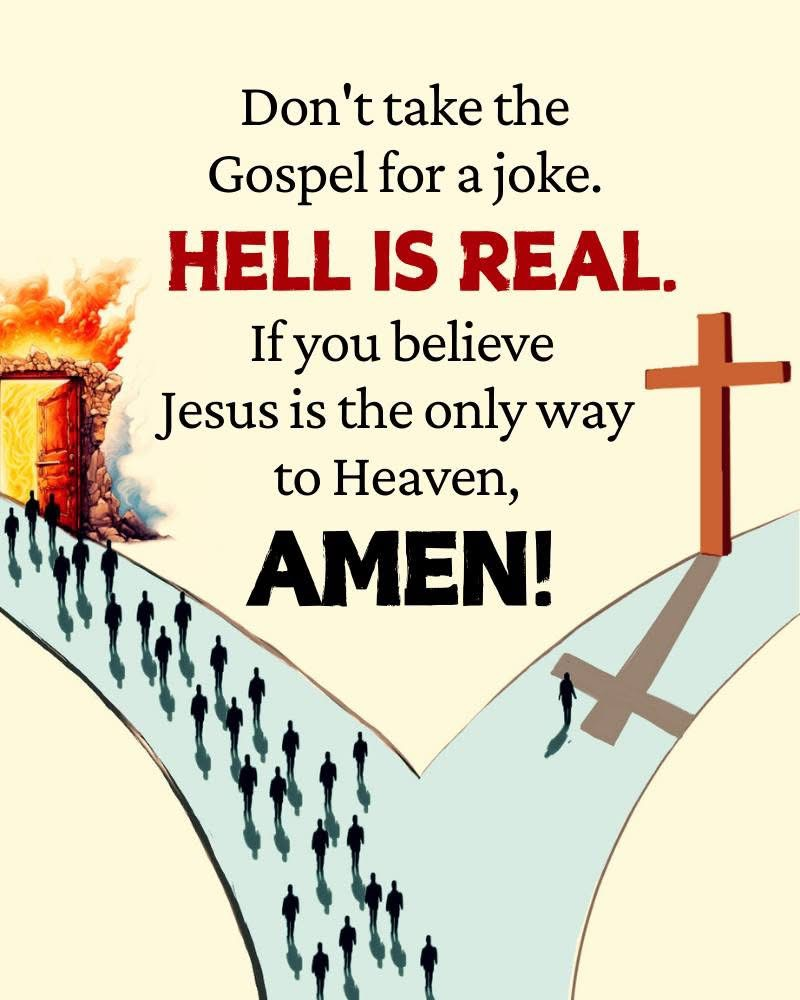 Don't take the
Gospel for a joke.
HELL IS REAL.
If you believe
Jesus is the only way
to Heaven,
AMEN!